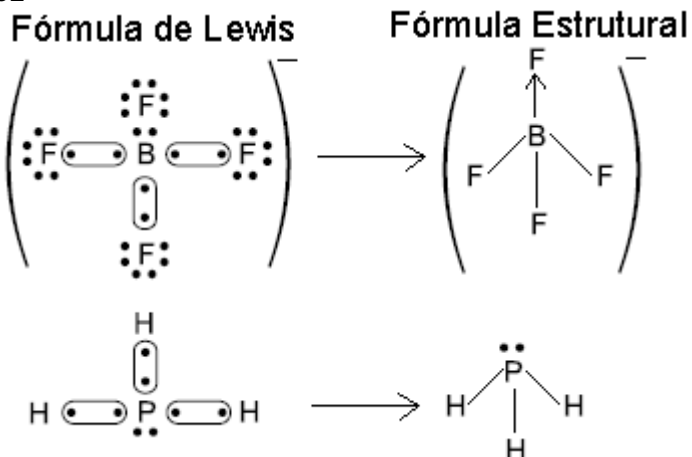 Fórmula de Lewis
Fórmula Estrutural
F
F B F
F
–
F
B
F F
F
–
H
H P H
P
H H
H